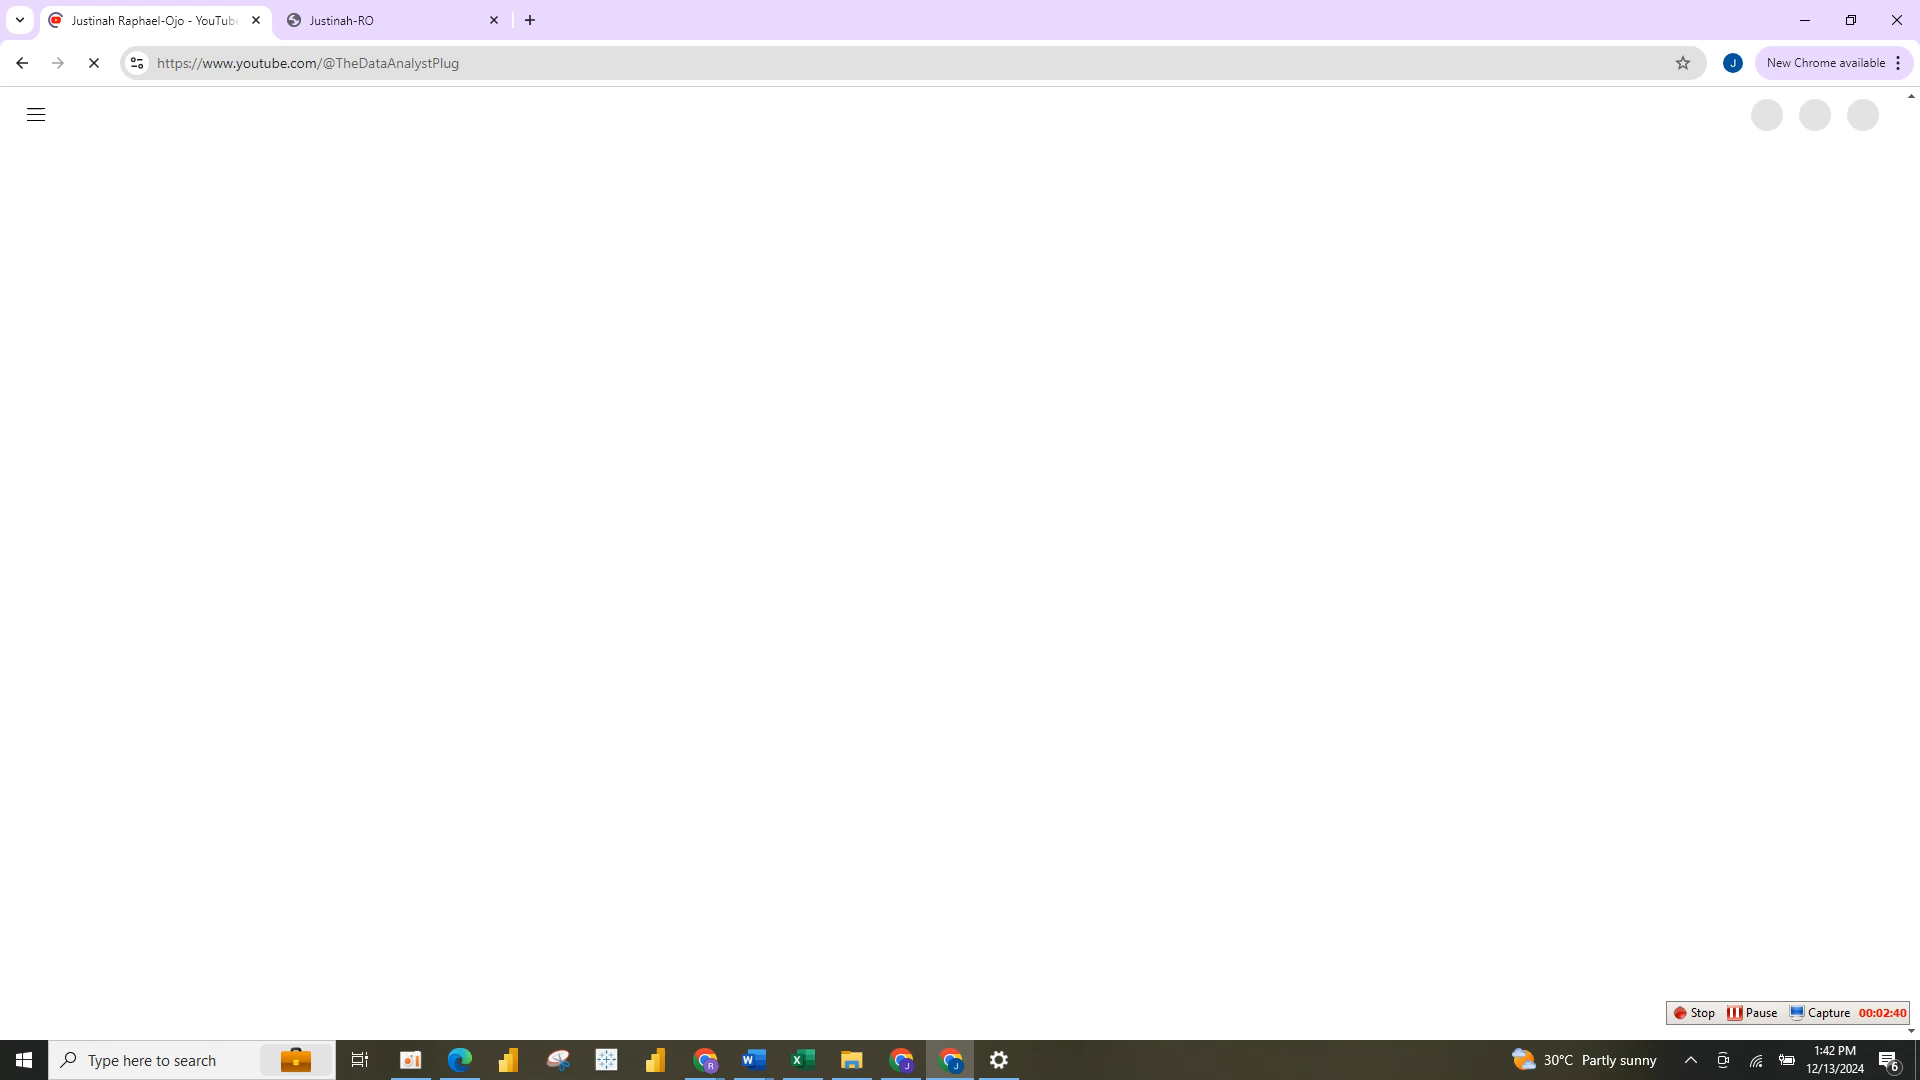 Justinah Raphael-Ojo - YouTube
Justinah-RO
https://www.youtube.com/@TheDataAnalystPlug
J
New Chrome available
Stop
Pause
Capture
00:02:40
Type here to search
30°C Partly sunny
1:42 PM
12/13/2024
6